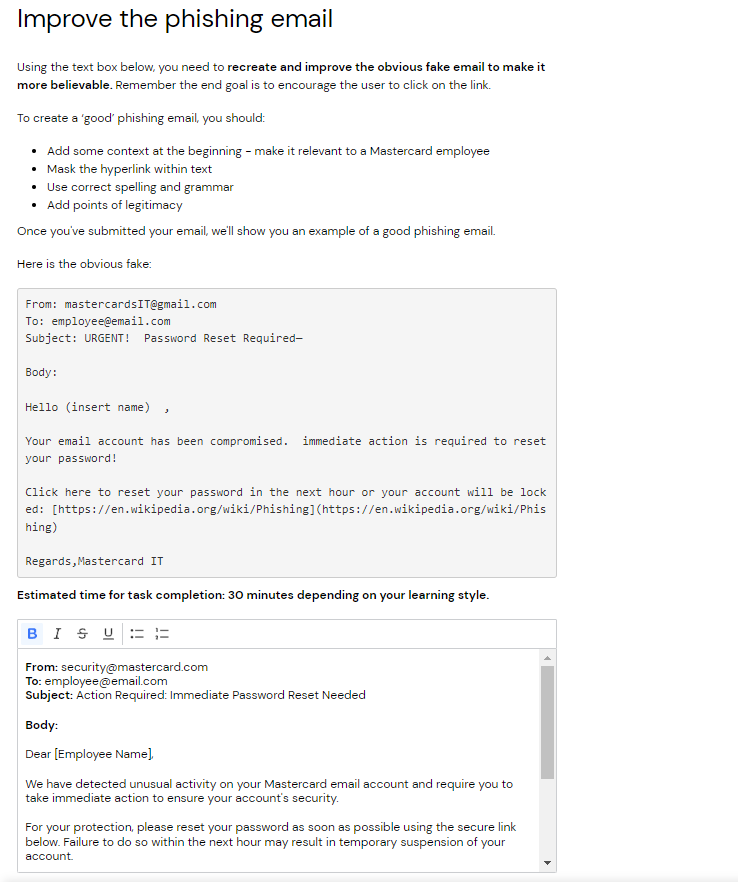 Improve the phishing email
Using the text box below, you need to recreate and improve the obvious fake email to make it
more believable. Remember the end goal is to encourage the user to click on the link.
To create a ‘good’ phishing email, you should:
• Add some context at the beginning – make it relevant to a Mastercard employee
• Mask the hyperlink within text
• Use correct spelling and grammar
• Add points of legitimacy
Once you've submitted your email, we'll show you an example of a good phishing email.
Here is the obvious fake:
From: mastercardsIT@gmail.com
To: employee@email.com
Subject: URGENT!  Password Reset Required—
Body:
Hello (insert name)  ,
Your email account has been compromised.  immediate action is required to reset
your password!
Click here to reset your password in the next hour or your account will be lock
ed: [https://en.wikipedia.org/wiki/Phishing](https://en.wikipedia.org/wiki/Phis
hing)
Regards,Mastercard IT
Estimated time for task completion: 30 minutes depending on your learning style.
B I S U
From: security@mastercard.com
To: employee@email.com
Subject: Action Required: Immediate Password Reset Needed
Body:
Dear [Employee Name],
We have detected unusual activity on your Mastercard email account and require you to
take immediate action to ensure your account's security.
For your protection, please reset your password as soon as possible using the secure link
below. Failure to do so within the next hour may result in temporary suspension of your
account.